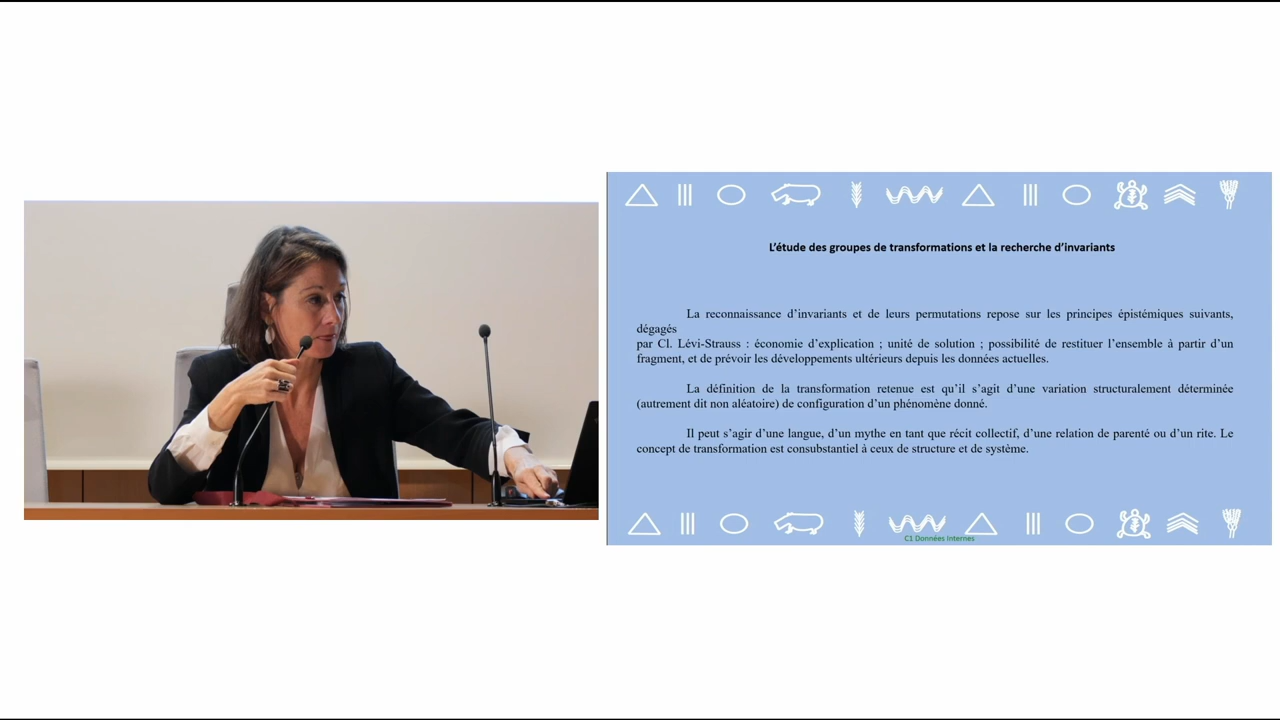 L'étude des groupes de transformations et la recherche d'invariants
La reconnaissance d'invariants et de leurs permutations repose sur les principes épistémiques suivants,
dégagés
par Cl. Lévi-Strauss : économie d'explication ; unité de solution ; possibilité de restituer l'ensemble à partir d'un
fragment, et de prévoir les développements ultérieurs depuis les données actuelles.
La définition de la transformation retenue est qu'il s'agit d'une variation structuralement déterminée
(autrement dit non aléatoire) de configuration d'un phénomène donné.
Il peut s'agir d'une langue, d'un mythe en tant que récit collectif, d'une relation de parenté ou d'un rite. Le
concept de transformation est consubstantiel à ceux de structure et de système.
C1 Données Internes